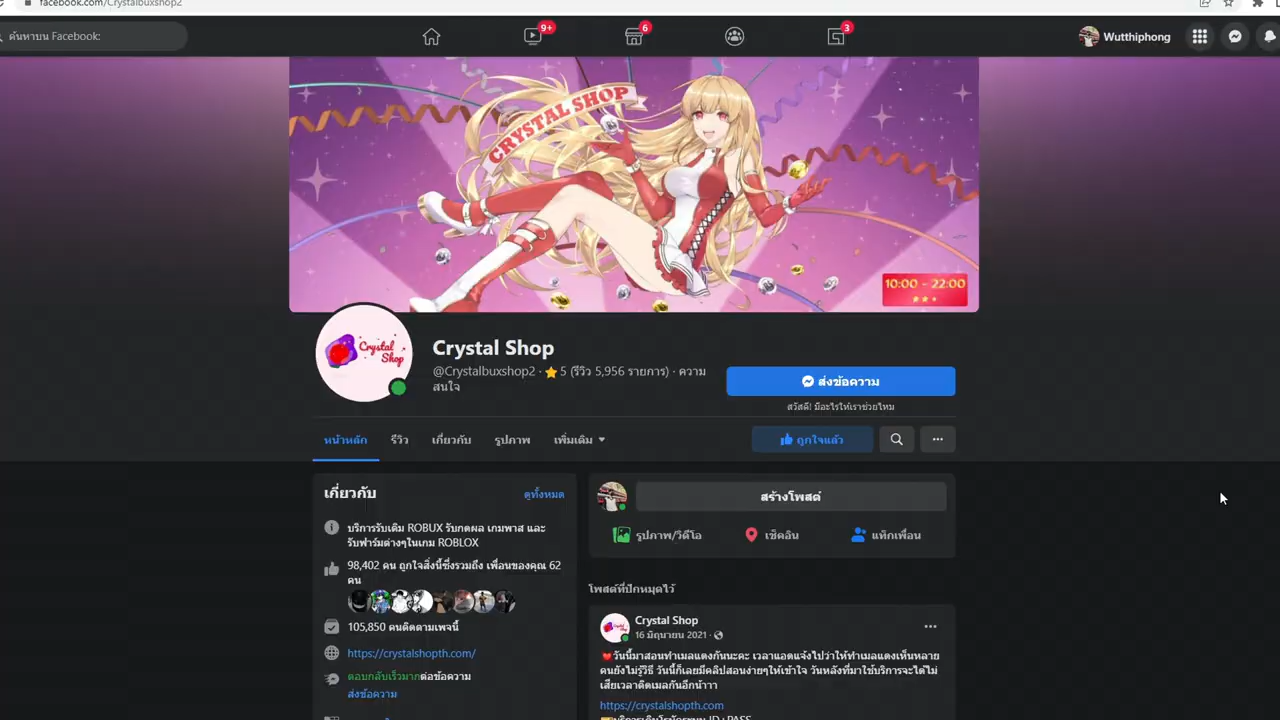 facebook.com/Crystalbuxshop2
ค้นหาบน Facebook:
9+
6
3
Wutthiphong
CRYSTAL SHOP
10:00 - 22:00
Crystal Shop
Crystal Shop
@Crystalbuxshop2 · 5 (รีวิว 5,956 รายการ) · ความ
สนใจ
ส่งข้อความ
สวัสดี! มีอะไรให้เราช่วยไหม
หน้าหลัก
รีวิว
เกี่ยวกับ
รูปภาพ
เพิ่มเติม
ถูกใจแล้ว
เกี่ยวกับ
ดูทั้งหมด
บริการรับเติม ROBUX รับกดผล เกมพาส และ
รับฟาร์มต่างๆในเกม ROBLOX
98,402 คน ถูกใจสิ่งนี้ซึ่งรวมถึง เพื่อนของคุณ 62
คน
105,850 คนติดตามเพจนี้
https://crystalshopth.com/
ตอบกลับเร็วมากต่อข้อความ
ส่งข้อความ
สร้างโพสต์
รูปภาพ/วิดีโอ
เช็คอิน
แท็กเพื่อน
โพสต์ที่ปักหมุดไว้
Crystal Shop
16 มิถุนายน 2021 ·
วันนี้มาสอนทำเมลแดงกันนะคะ เวลาแอดแจ้งไปว่าให้ทำเมลแดงเห็นหลาย
คนยังไม่รู้วิธี วันนี้ก็เลยมีคลิปสอนง่ายๆให้เข้าใจ วันหลังที่มาใช้บริการจะได้ไม่
เสียเวลาติดเมลกันอีกน้าาา
https://crystalshopth.com